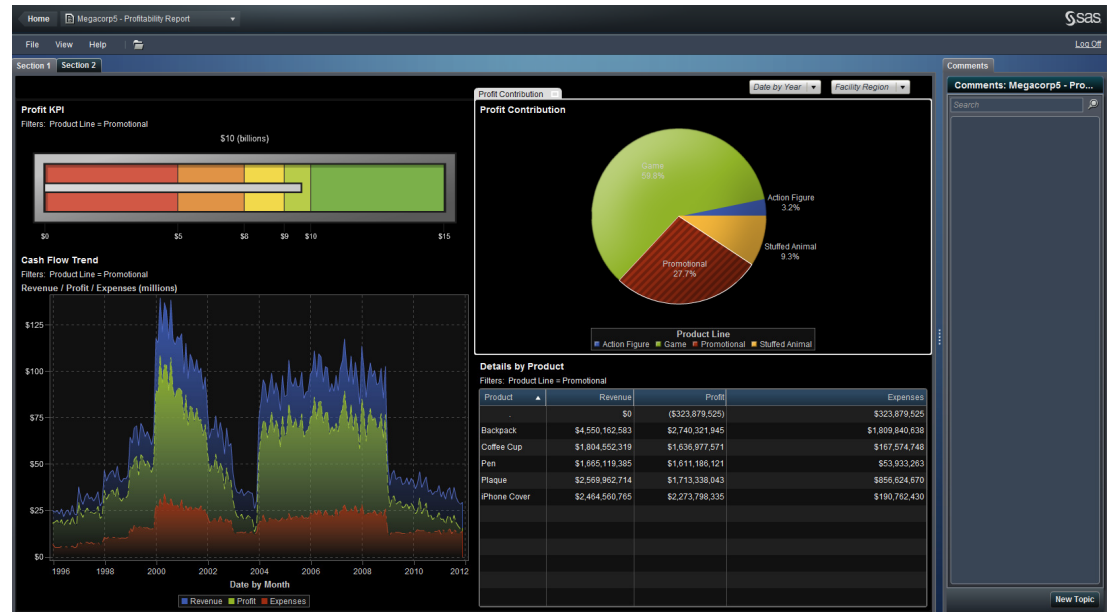 Home
Megacorp5 - Profitability Report
sas
File View Help
Log Off
Section 1 Section 2
Comments
Date by Year Facility Region
Comments: Megacorp5 - Pro...
Search
Profit KPI
Filters: Product Line = Promotional
$10 (billions)
$0 $5 $8 $9 $10 $15
Profit Contribution
Profit Contribution
Game
59.8%
Action Figure
3.2%
Stuffed Animal
9.3%
Promotional
27.7%
Product Line
Action Figure Game Promotional Stuffed Animal
Cash Flow Trend
Filters: Product Line = Promotional
Revenue / Profit / Expenses (millions)
$125
$100
$75
$50
$25
$0
1996 1998 2000 2002 2004 2006 2008 2010 2012
Date by Month
Revenue Profit Expenses
Details by Product
Filters: Product Line = Promotional
Product Revenue Profit Expenses
. $0 ($323,879,525) $323,879,525
Backpack $4,550,162,583 $2,740,321,945 $1,809,840,638
Coffee Cup $1,804,552,319 $1,636,977,571 $167,574,748
Pen $1,665,119,385 $1,611,186,121 $53,933,263
Plaque $2,569,962,714 $1,713,338,043 $856,624,670
iPhone Cover $2,464,560,765 $2,273,798,335 $190,762,430
New Topic